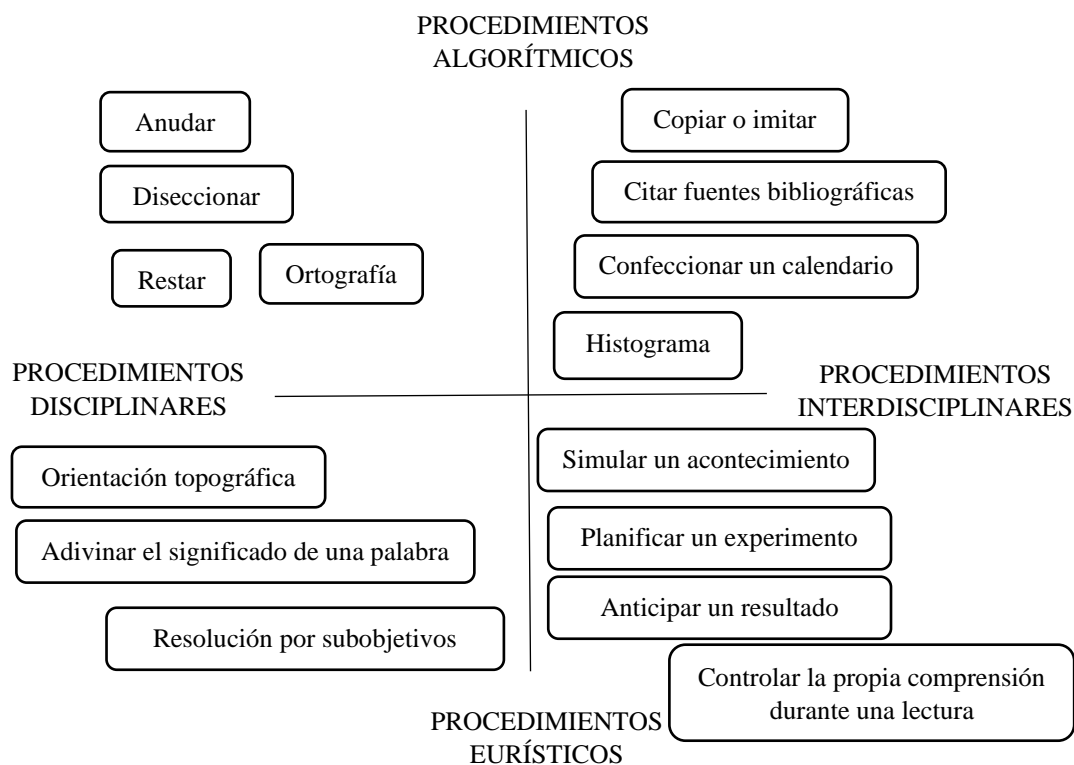 PROCEDIMIENTOS
ALGORÍTMICOS
Anudar
Copiar o imitar
Diseccionar
Citar fuentes bibliográficas
Restar
Ortografía
Confeccionar un calendario
Histograma
PROCEDIMIENTOS
DISCIPLINARES
PROCEDIMIENTOS
INTERDISCIPLINARES
Orientación topográfica
Simular un acontecimiento
Adivinar el significado de una palabra
Planificar un experimento
Anticipar un resultado
Resolución por subobjetivos
Controlar la propia comprensión
durante una lectura
PROCEDIMIENTOS
EURÍSTICOS